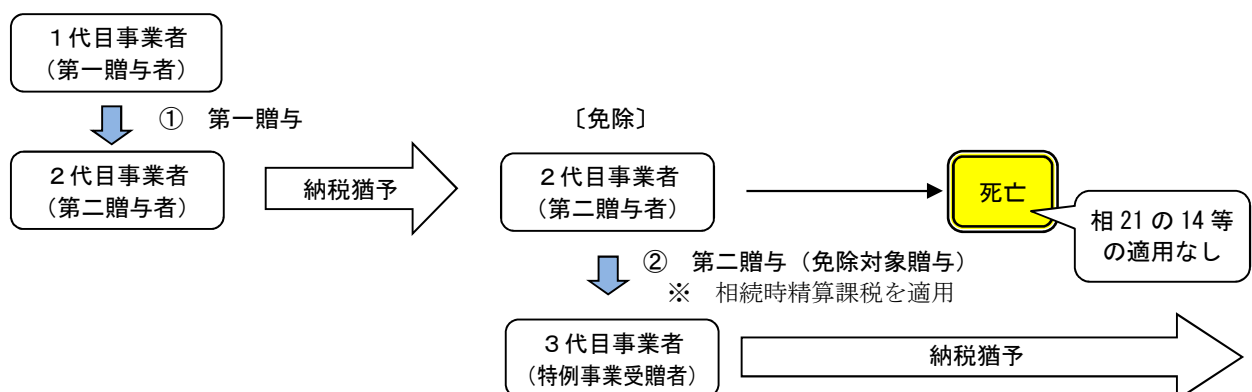 １代目事業者
（第一贈与者）
①　第一贈与
〔免除〕
２代目事業者
（第二贈与者）
納税猶予
２代目事業者
（第二贈与者）
死亡
相 21 の 14 等
の適用なし
②　第二贈与（免除対象贈与）
※　相続時精算課税を適用
３代目事業者
（特例事業受贈者）
納税猶予